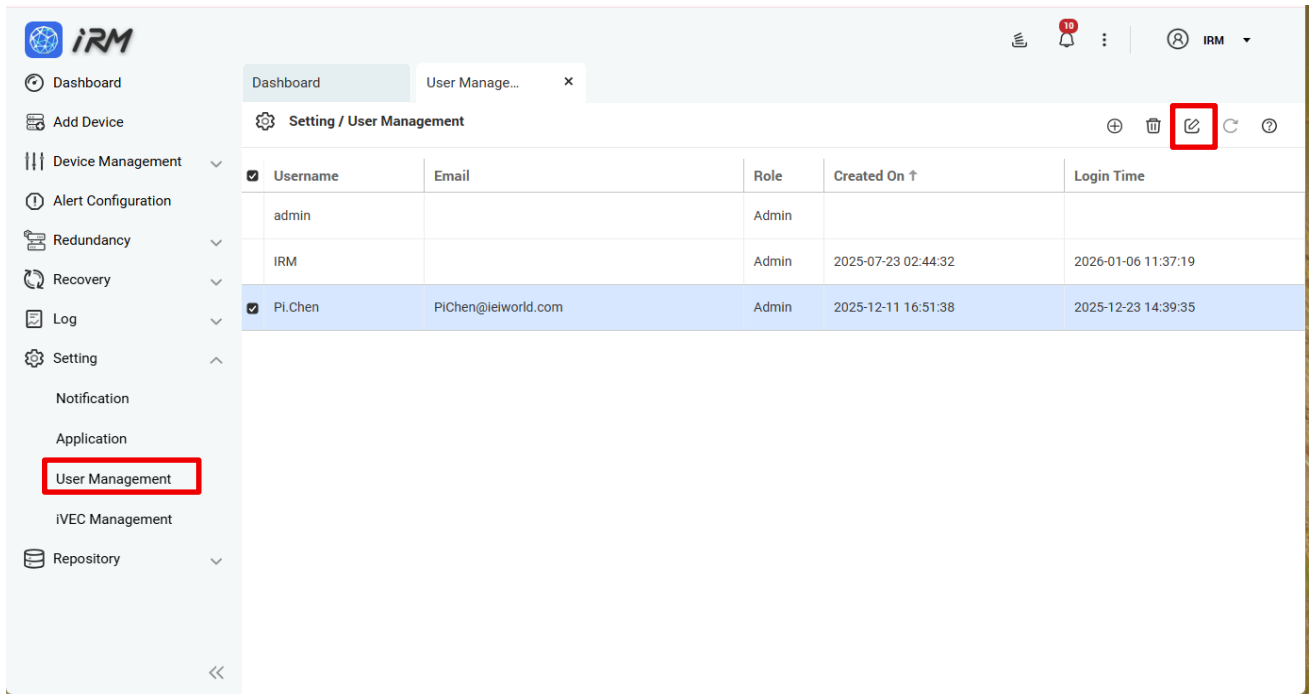 iRM
10
IRM
Dashboard
Add Device
Device Management
Alert Configuration
Redundancy
Recovery
Log
Setting
Notification
Application
User Management
iVEC Management
Repository
Dashboard
User Manage...
Setting / User Management
Username Email Role Created On Login Time
admin Admin
IRM Admin 2025-07-23 02:44:32 2026-01-06 11:37:19
Pi.Chen PiChen@ieiworld.com Admin 2025-12-11 16:51:38 2025-12-23 14:39:35